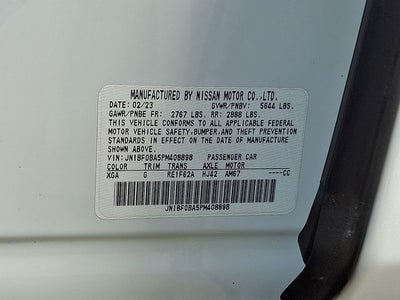 MANUFACTURED BY NISSAN MOTOR CO.,LTD.
DATE: 02/23 GVWR/PNBV: 5644 LBS.
GAWR/PNBE FR: 2767 LBS. RR: 2888 LBS.
THIS VEHICLE CONFORMS TO ALL APPLICABLE FEDERAL
MOTOR VEHICLE SAFETY,BUMPER,AND THEFT PREVENTION
STANDARDS IN EFFECT ON THE DATE OF MANUFACTURE
SHOWN ABOVE.
VIN: JN1BF0BA5PM408898 PASSENGER CAR
COLOR TRIM TRANS AXLE MOTOR
XGA G RE1F62A HJ42 AM67 ----CC
JN1BF0BA5PM408898